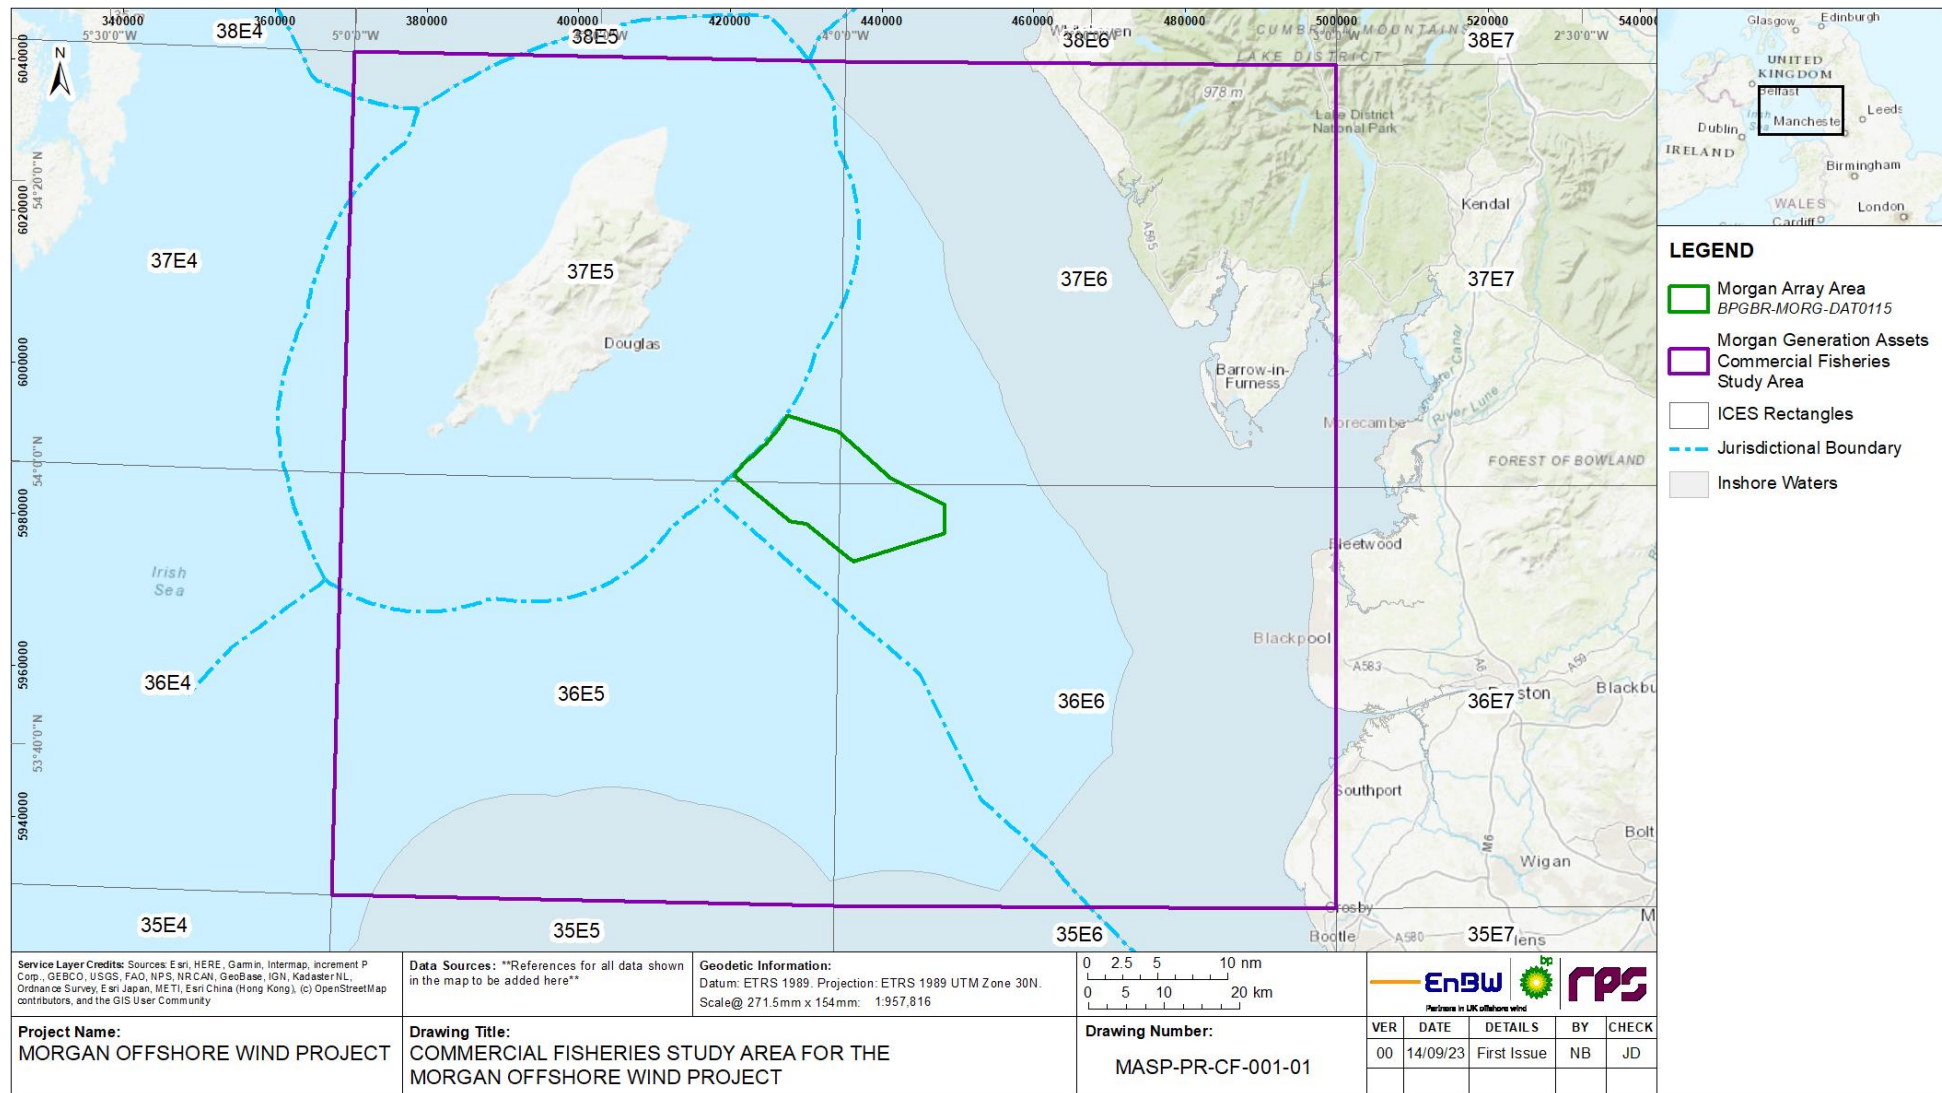 340000
360000
380000
400000
420000
440000
460000
480000
500000
520000
540000
5°30'0"W
5°0'0"W
4°0'0"W
2°30'0"W
38E4
38E5
38E6
38E7
CUMBRIAN MOUNTAINS
LAKE DISTRICT
978 m
Lake District
National Park
N
6040000
6020000
6000000
5980000
5960000
5940000
54°20'0"N
54°0'0"N
53°40'0"N
A595
Kendal
37E4
37E5
37E6
37E7
Douglas
Barrow-in-
Furness
Lancaster Canal
River Lune
Morecambe
FOREST OF BOWLAND
Fleetwood
Irish
Sea
Blackpool
A583
A6
A59
Preston
Blackbu
36E4
36E5
36E6
36E7
Southport
M6
Bolt
Wigan
Crosby
M
Bootle
A580
lens
35E4
35E5
35E6
35E7
Glasgow
Edinburgh
UNITED
KINGDOM
Belfast
Leeds
Irish
Sea
Dublin
Manchester
IRELAND
Birmingham
WALES
London
Cardiff
LEGEND
Morgan Array Area
BPGBR-MORG-DAT0115
Morgan Generation Assets
Commercial Fisheries
Study Area
ICES Rectangles
Jurisdictional Boundary
Inshore Waters
Service Layer Credits: Sources: Esri, HERE, Garmin, Intermap, increment P
Corp., GEBCO, USGS, FAO, NPS, NRCAN, GeoBase, IGN, Kadaster NL,
Ordnance Survey, Esri Japan, METI, Esri China (Hong Kong), (c) OpenStreetMap
contributors, and the GIS User Community
Data Sources: **References for all data shown
in the map to be added here**
Geodetic Information:
Datum: ETRS 1989. Projection: ETRS 1989 UTM Zone 30N.
Scale@ 271.5mm x 154mm: 1:957,816
0 2.5 5 10 nm
0 5 10 20 km
EnBW
Partners in UK offshore wind
bp
rps
Project Name:
MORGAN OFFSHORE WIND PROJECT
Drawing Title:
COMMERCIAL FISHERIES STUDY AREA FOR THE
MORGAN OFFSHORE WIND PROJECT
Drawing Number:
MASP-PR-CF-001-01
VER DATE DETAILS BY CHECK
00 14/09/23 First Issue NB JD